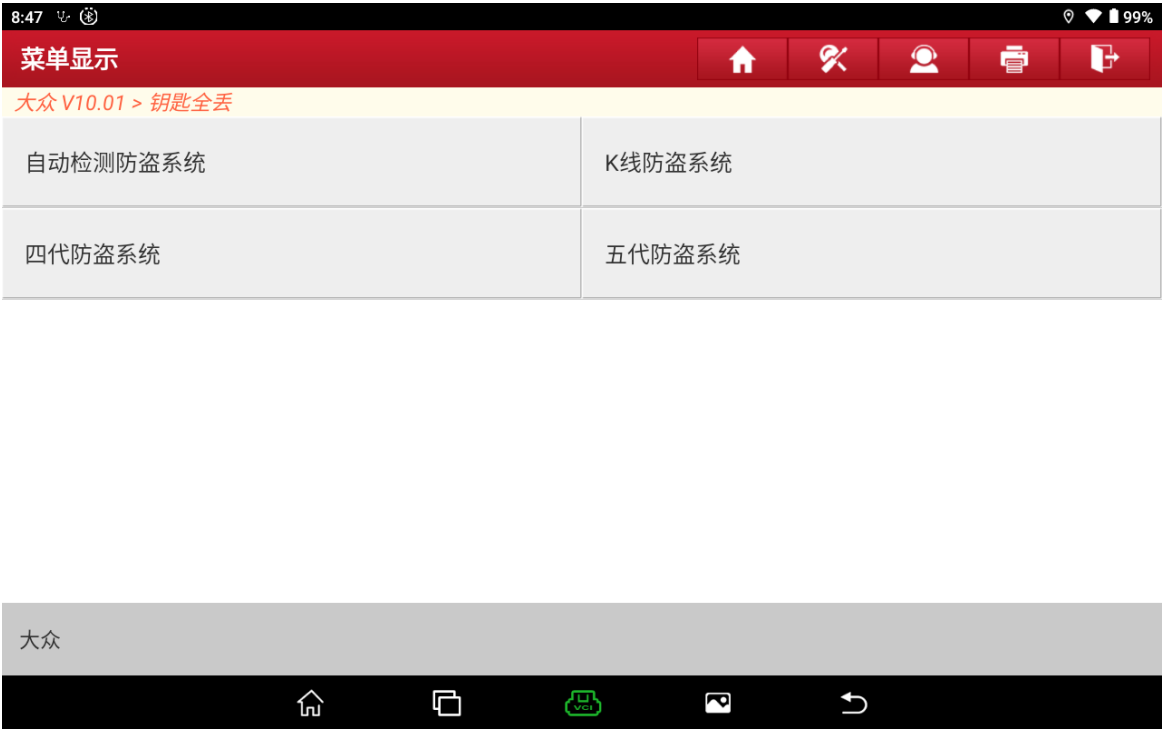 8:47 99%
菜单显示
大众 V10.01 > 钥匙全丢
自动检测防盗系统 K线防盗系统
四代防盗系统 五代防盗系统
大众
VCI